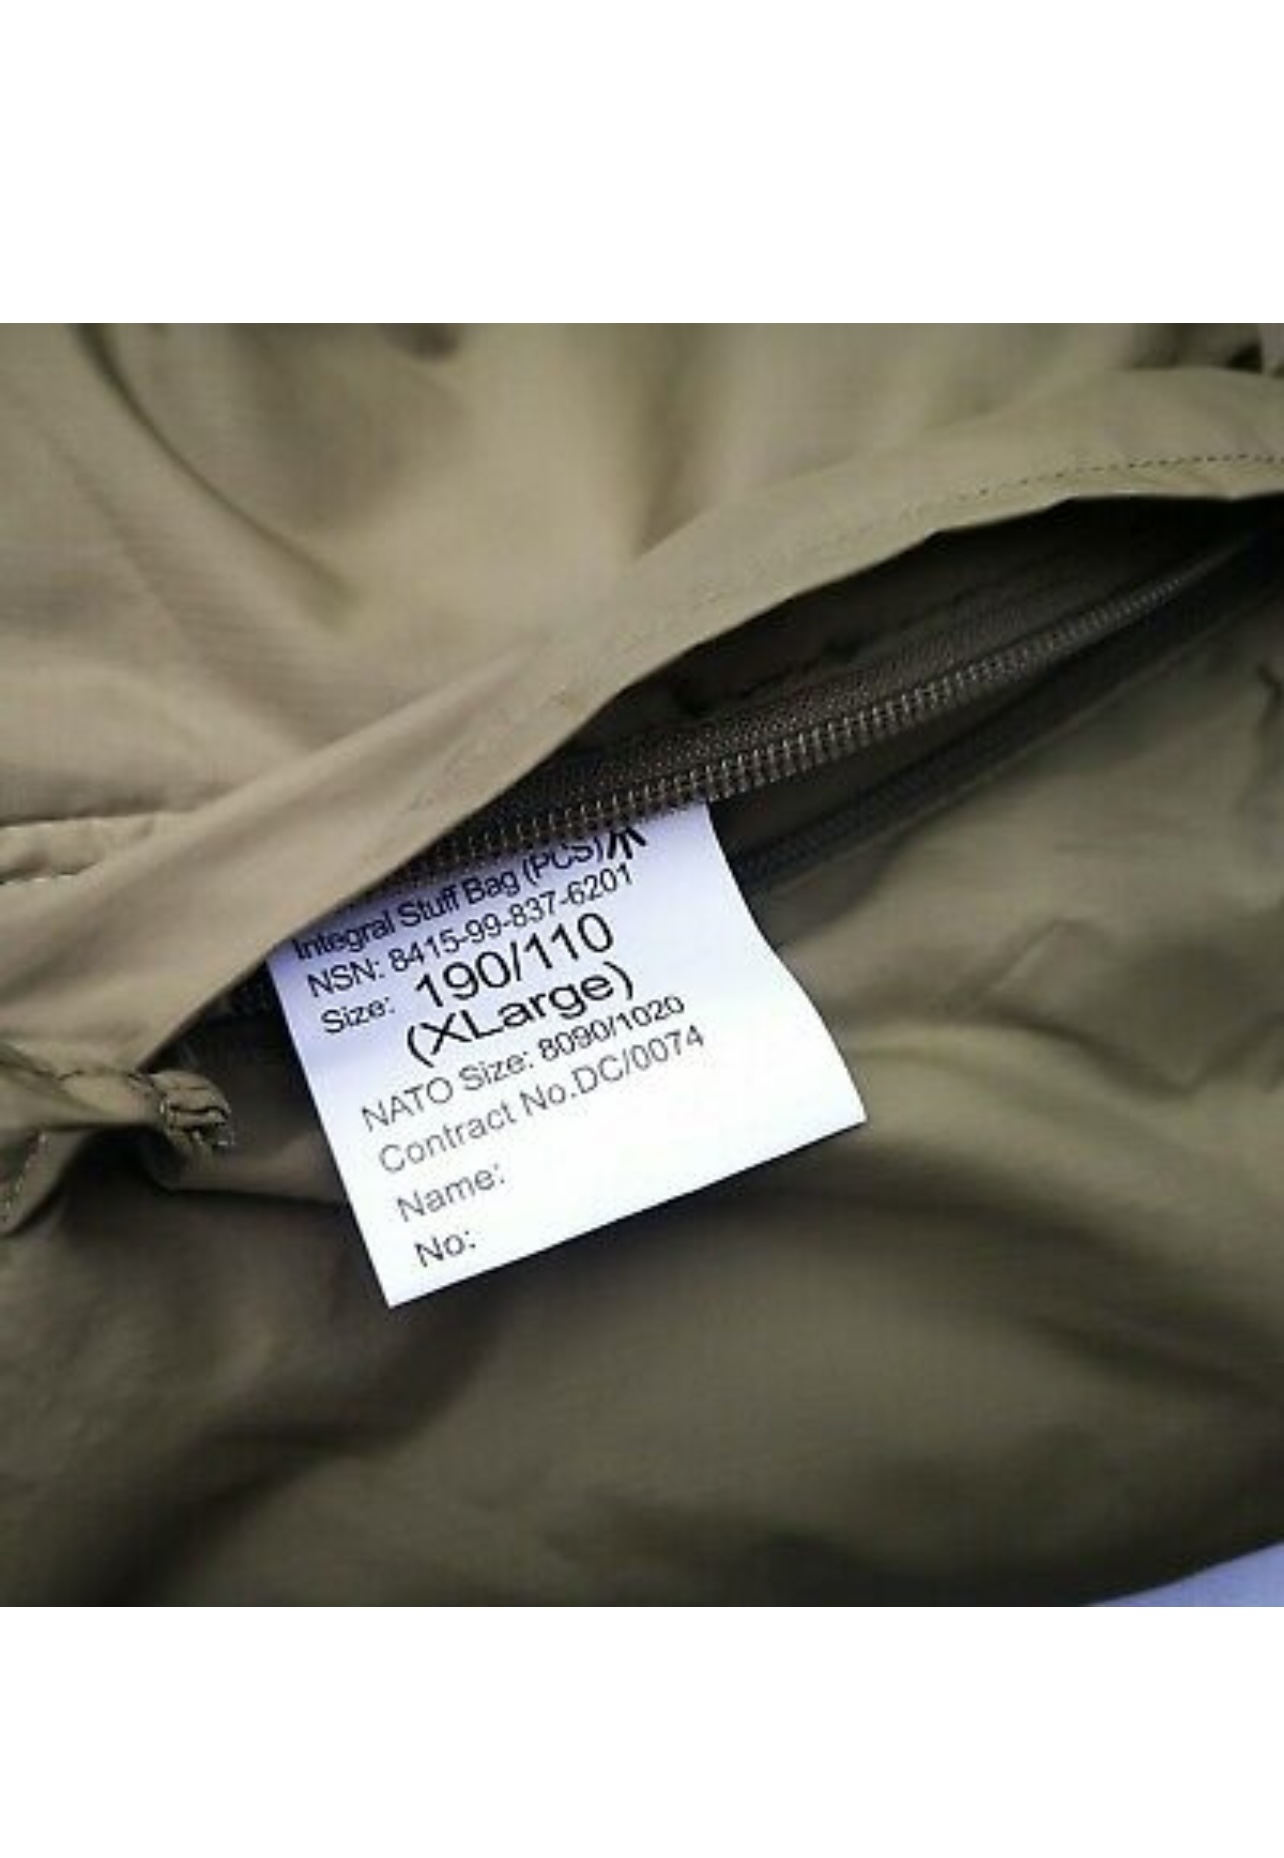 Integral Stuff Bag (PCS)
NSN: 8415-99-837-6201
Size: 190/110
(XLarge)
NATO Size: 8090/1020
Contract No.DC/0074
Name:
No: